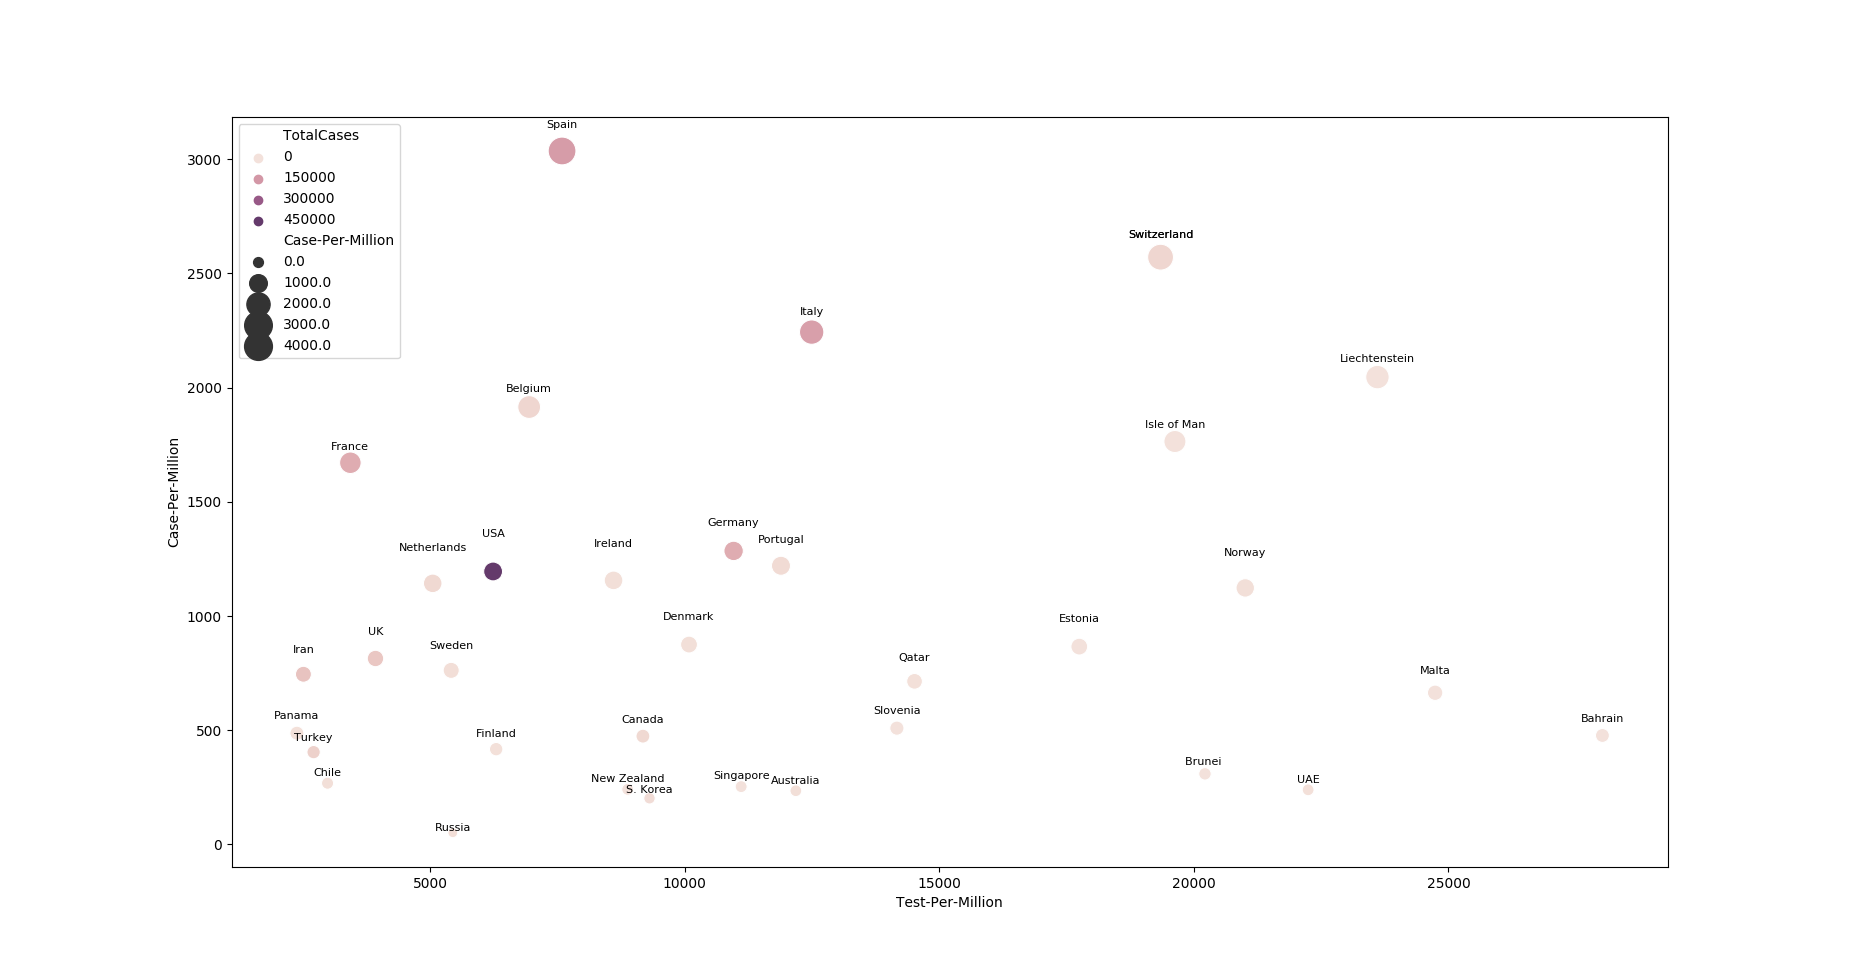 TotalCases
0
150000
300000
450000
Case-Per-Million
0.0
1000.0
2000.0
3000.0
4000.0
Spain
Switzerland
Italy
Liechtenstein
Belgium
Isle of Man
France
Germany
USA
Portugal
Ireland
Netherlands
Norway
Denmark
Estonia
UK
Sweden
Iran
Qatar
Malta
Slovenia
Panama
Bahrain
Canada
Finland
Turkey
Brunei
Chile
Singapore
New Zealand
UAE
Australia
S. Korea
Russia
3000
2500
2000
1500
1000
500
0
Case-Per-Million
5000
10000
15000
20000
25000
Test-Per-Million